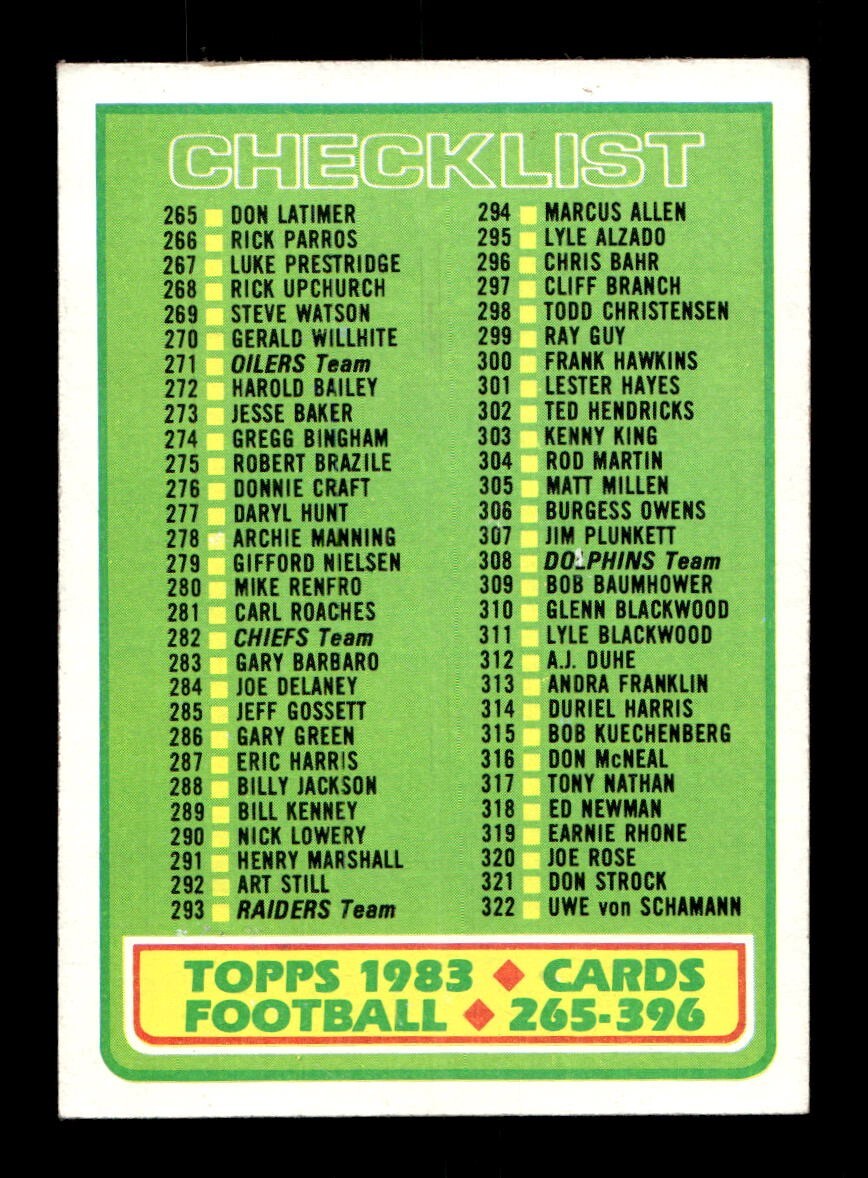 CHECKLIST
265 DON LATIMER
266 RICK PARROS
267 LUKE PRESTRIDGE
268 RICK UPCHURCH
269 STEVE WATSON
270 GERALD WILLHITE
271 OILERS Team
272 HAROLD BAILEY
273 JESSE BAKER
274 GREGG BINGHAM
275 ROBERT BRAZILE
276 DONNIE CRAFT
277 DARYL HUNT
278 ARCHIE MANNING
279 GIFFORD NIELSEN
280 MIKE RENFRO
281 CARL ROACHES
282 CHIEFS Team
283 GARY BARBARO
284 JOE DELANEY
285 JEFF GOSSETT
286 GARY GREEN
287 ERIC HARRIS
288 BILLY JACKSON
289 BILL KENNEY
290 NICK LOWERY
291 HENRY MARSHALL
292 ART STILL
293 RAIDERS Team
294 MARCUS ALLEN
295 LYLE ALZADO
296 CHRIS BAHR
297 CLIFF BRANCH
298 TODD CHRISTENSEN
299 RAY GUY
300 FRANK HAWKINS
301 LESTER HAYES
302 TED HENDRICKS
303 KENNY KING
304 ROD MARTIN
305 MATT MILLEN
306 BURGESS OWENS
307 JIM PLUNKETT
308 DOLPHINS Team
309 BOB BAUMHOWER
310 GLENN BLACKWOOD
311 LYLE BLACKWOOD
312 A.J. DUHE
313 ANDRA FRANKLIN
314 DURIEL HARRIS
315 BOB KUECHENBERG
316 DON McNEAL
317 TONY NATHAN
318 ED NEWMAN
319 EARNIE RHONE
320 JOE ROSE
321 DON STROCK
322 UWE von SCHAMANN
TOPPS 1983 ♦ CARDS
FOOTBALL ♦ 265-396